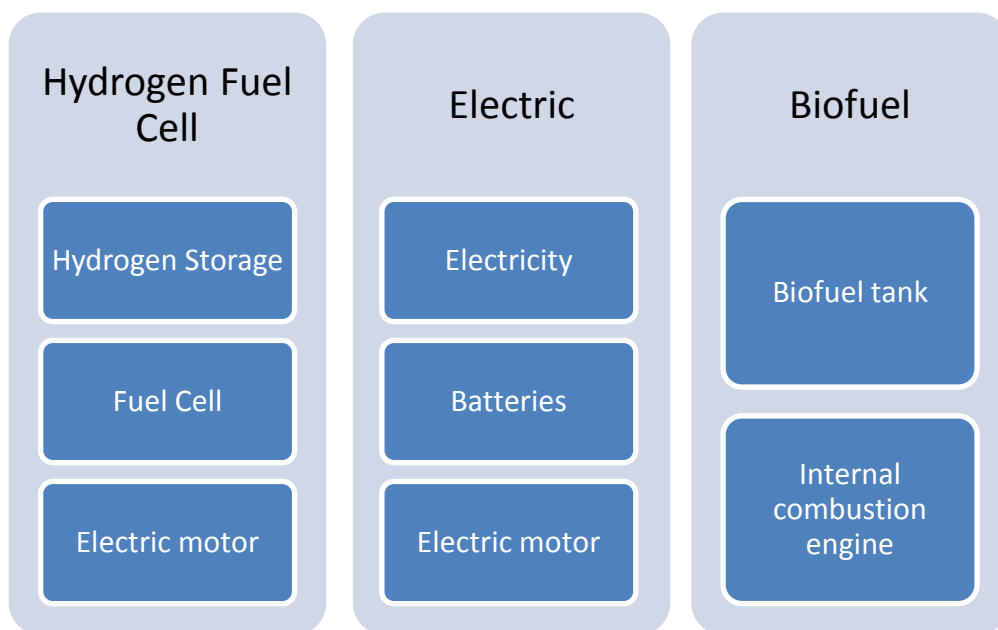 Hydrogen Fuel
Cell
Hydrogen Storage
Fuel Cell
Electric motor
Electric
Electricity
Batteries
Electric motor
Biofuel
Biofuel tank
Internal
combustion
engine